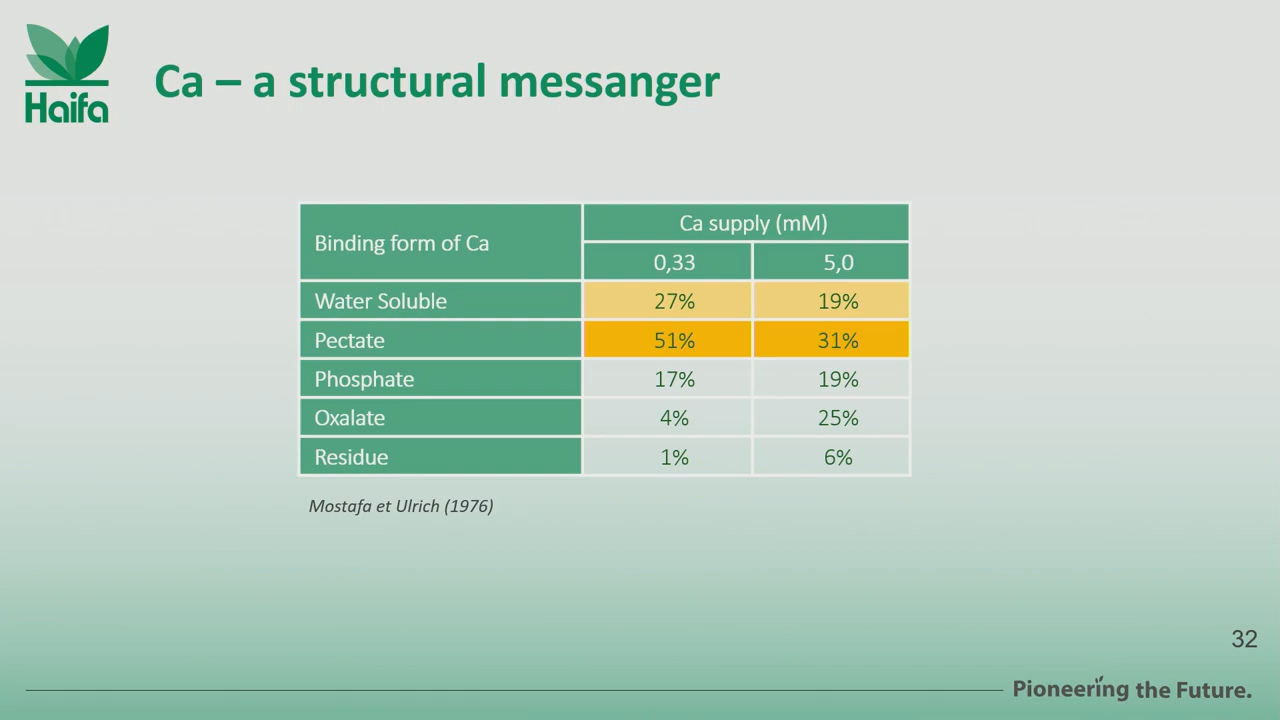 Haifa
Ca – a structural messanger
Binding form of Ca
Ca supply (mM)
0,33 5,0
Water Soluble 27% 19%
Pectate 51% 31%
Phosphate 17% 19%
Oxalate 4% 25%
Residue 1% 6%
Mostafa et Ulrich (1976)
32
Pioneering the Future.